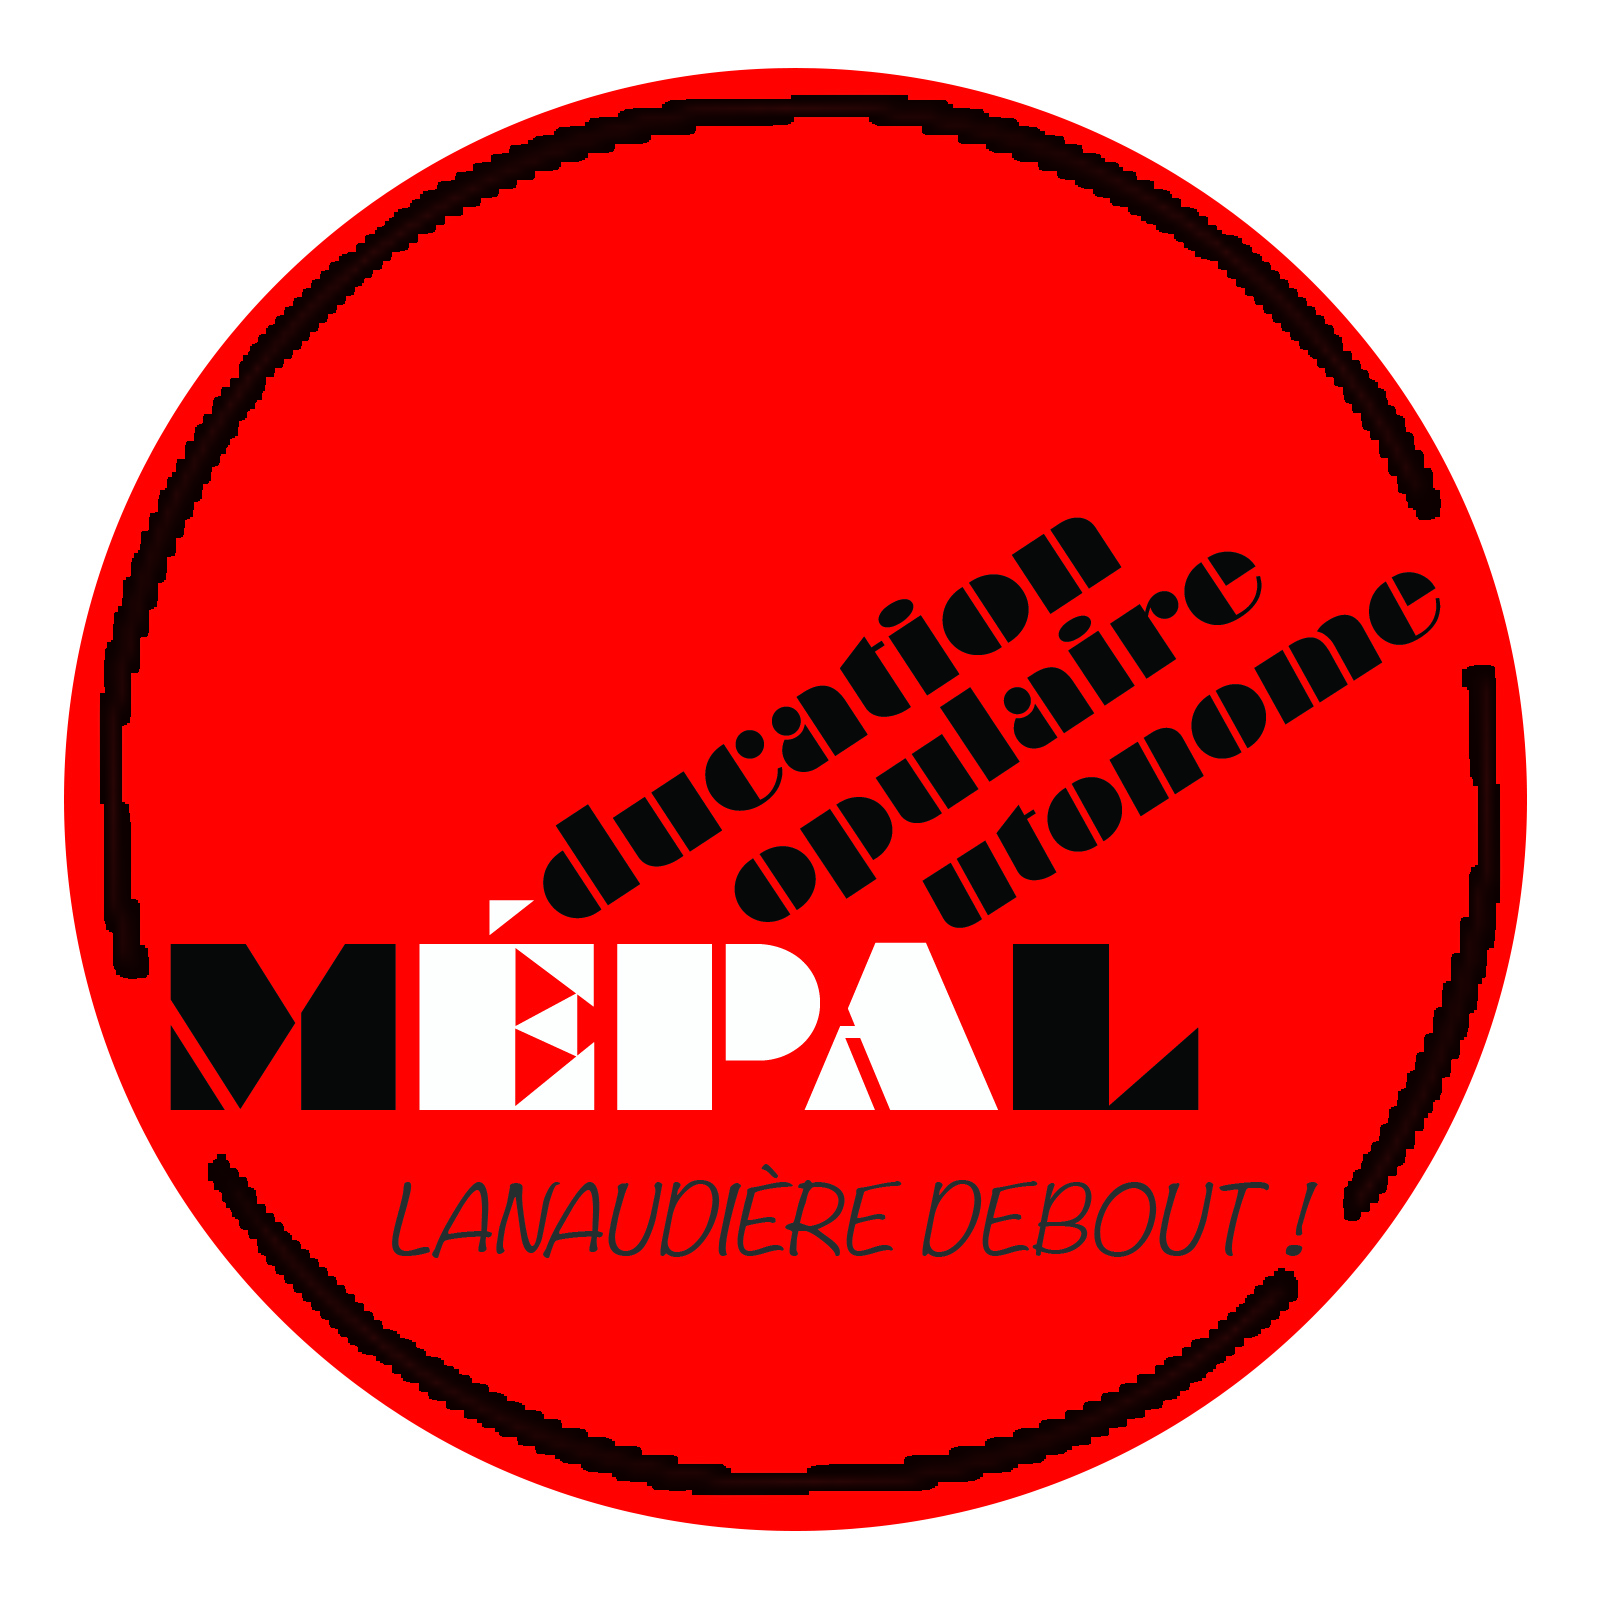 ducation
opulaire
utonome
MÉPAL
LANAUDIÈRE DEBOUT !